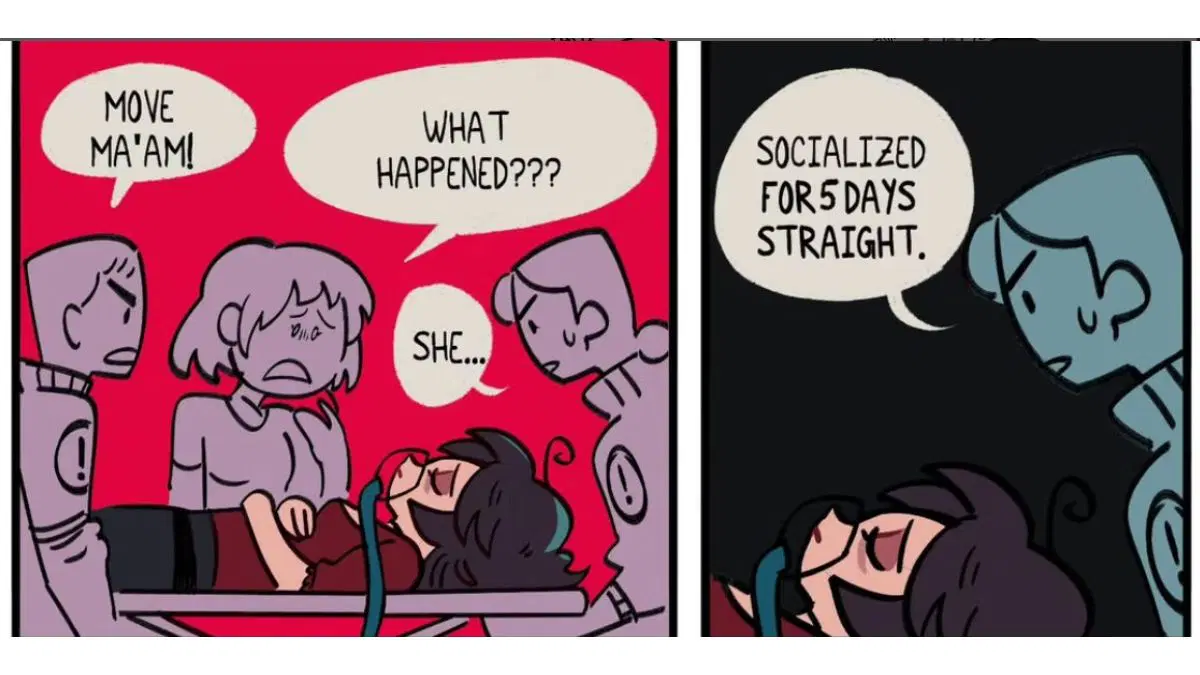 MOVE
MA'AM!
WHAT
HAPPENED???
SHE...
SOCIALIZED
FOR 5 DAYS
STRAIGHT.